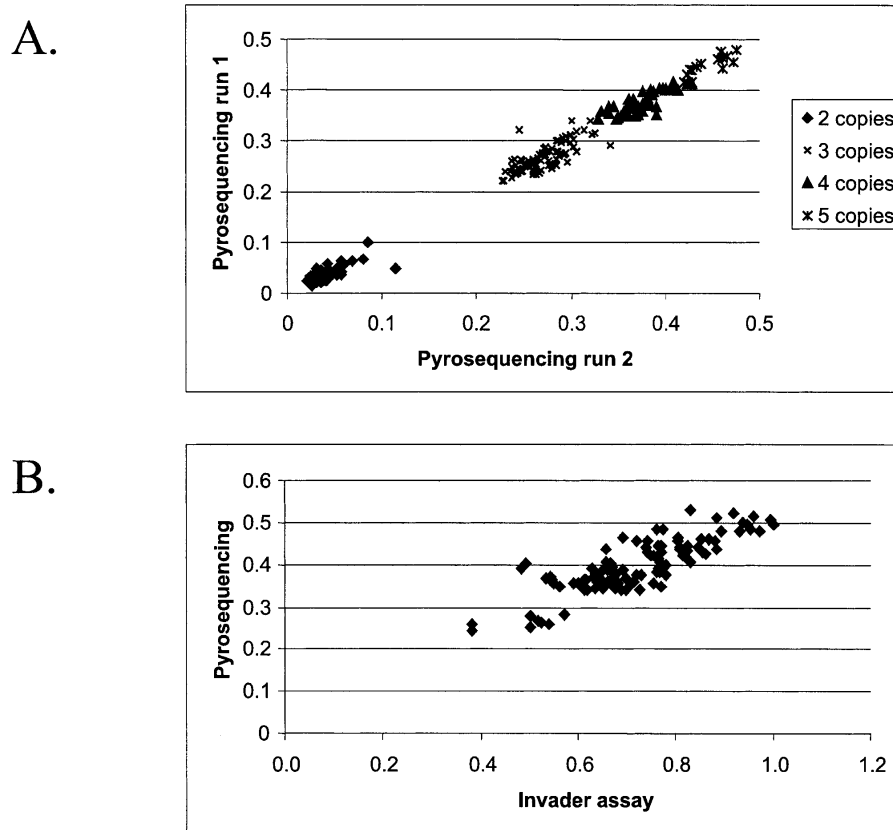 A.
0.5
0.4
0.3
0.2
0.1
0
Pyrosequencing run 1
0 0.1 0.2 0.3 0.4 0.5
Pyrosequencing run 2
2 copies
3 copies
4 copies
5 copies
B.
0.6
0.5
0.4
0.3
0.2
0.1
0
Pyrosequencing
0.0 0.2 0.4 0.6 0.8 1.0 1.2
Invader assay